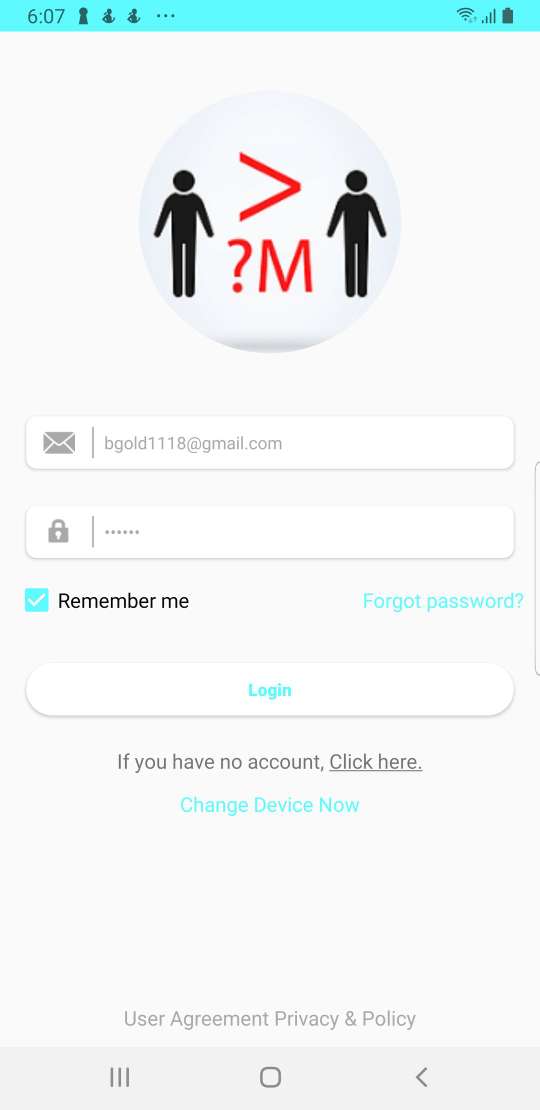 6:07
>
?M
bgold1118@gmail.com
••••••
Remember me
Forgot password?
Login
If you have no account, Click here.
Change Device Now
User Agreement Privacy & Policy